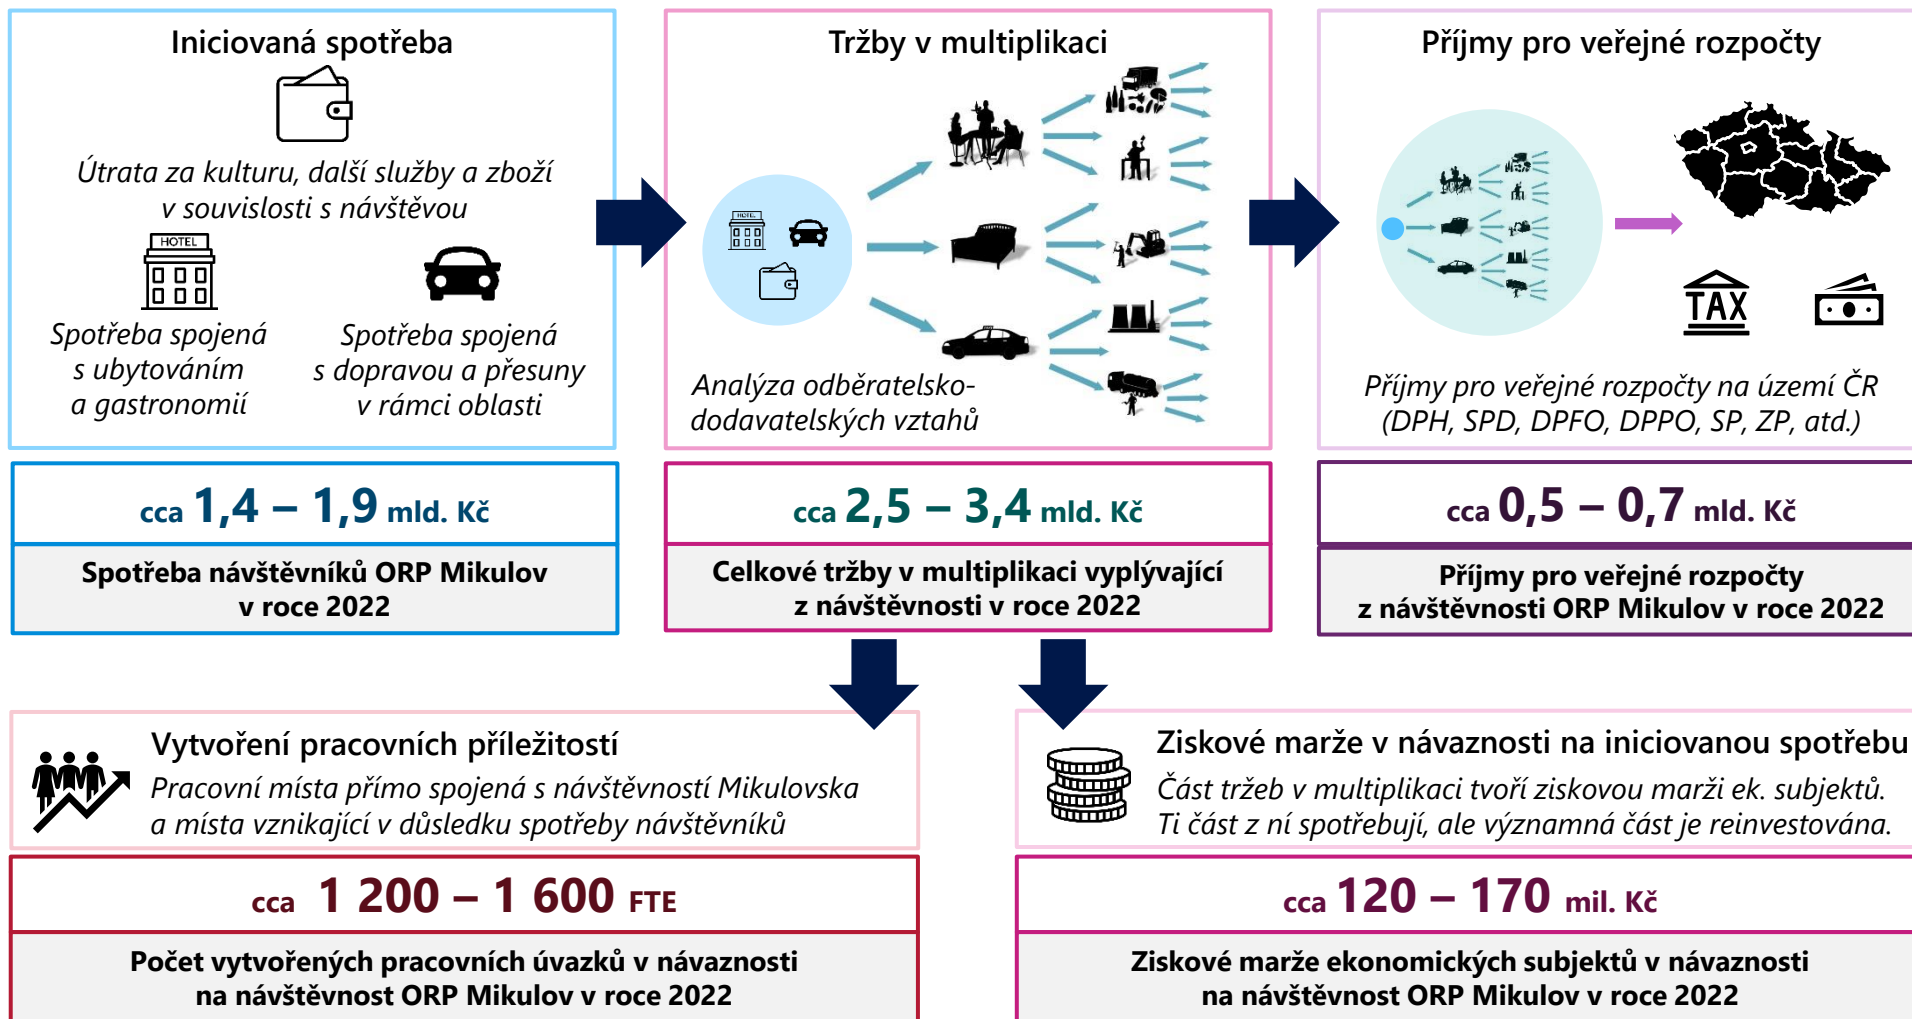 Iniciovaná spotřeba
Útrata za kulturu, další služby a zboží
v souvislosti s návštěvou
HOTEL
Spotřeba spojená
s ubytováním
a gastronomií
Spotřeba spojená
s dopravou a přesuny
v rámci oblasti
cca 1,4 – 1,9 mld. Kč
Spotřeba návštěvníků ORP Mikulov
v roce 2022
Tržby v multiplikaci
HOTEL
Analýza odběratelsko-
dodavatelských vztahů
cca 2,5 – 3,4 mld. Kč
Celkové tržby v multiplikaci vyplývající
z návštěvnosti v roce 2022
Příjmy pro veřejné rozpočty
TAX
Příjmy pro veřejné rozpočty na území ČR
(DPH, SPD, DPFO, DPPO, SP, ZP, atd.)
cca 0,5 – 0,7 mld. Kč
Příjmy pro veřejné rozpočty
z návštěvnosti ORP Mikulov v roce 2022
Vytvoření pracovních příležitostí
Pracovní místa přímo spojená s návštěvností Mikulovska
a místa vznikající v důsledku spotřeby návštěvníků
cca 1 200 – 1 600 FTE
Počet vytvořených pracovních úvazků v návaznosti
na návštěvnost ORP Mikulov v roce 2022
Ziskové marže v návaznosti na iniciovanou spotřebu
Část tržeb v multiplikaci tvoří ziskovou marži ek. subjektů.
Ti část z ní spotřebují, ale významná část je reinvestována.
cca 120 – 170 mil. Kč
Ziskové marže ekonomických subjektů v návaznosti
na návštěvnost ORP Mikulov v roce 2022